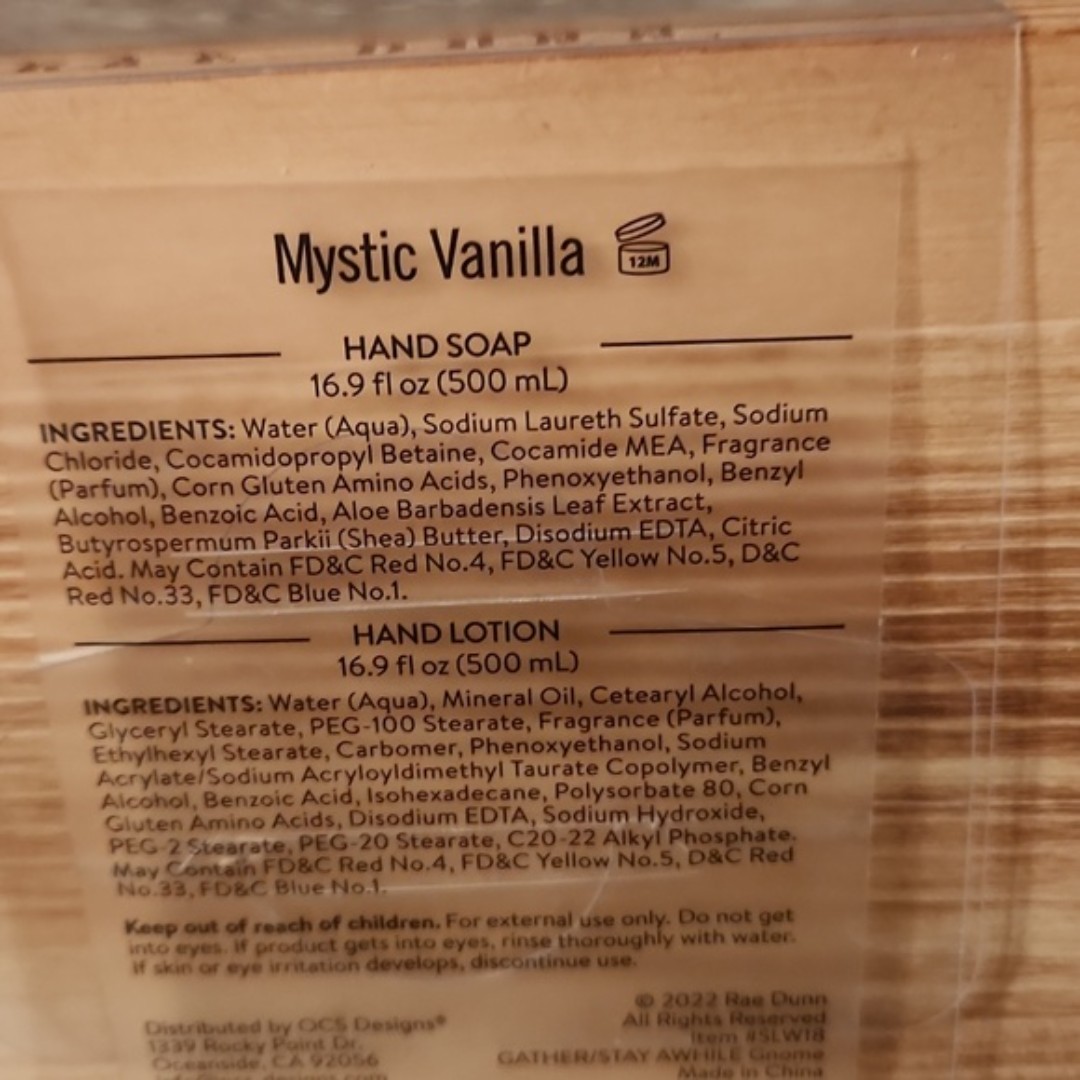 Mystic Vanilla 12M
HAND SOAP
16.9 fl oz (500 mL)
INGREDIENTS: Water (Aqua), Sodium Laureth Sulfate, Sodium
Chloride, Cocamidopropyl Betaine, Cocamide MEA, Fragrance
(Parfum), Corn Gluten Amino Acids, Phenoxyethanol, Benzyl
Alcohol, Benzoic Acid, Aloe Barbadensis Leaf Extract,
Butyrospermum Parkii (Shea) Butter, Disodium EDTA, Citric
Acid. May Contain FD&C Red No.4, FD&C Yellow No.5, D&C
Red No.33, FD&C Blue No.1.
HAND LOTION
16.9 fl oz (500 mL)
INGREDIENTS: Water (Aqua), Mineral Oil, Cetearyl Alcohol,
Glyceryl Stearate, PEG-100 Stearate, Fragrance (Parfum),
Ethylhexyl Stearate, Carbomer, Phenoxyethanol, Sodium
Acrylate/Sodium Acryloyldimethyl Taurate Copolymer, Benzyl
Alcohol, Benzoic Acid, Isohexadecane, Polysorbate 80, Corn
Gluten Amino Acids, Disodium EDTA, Sodium Hydroxide,
PEG-2 Stearate, PEG-20 Stearate, C20-22 Alkyl Phosphate.
May Contain FD&C Red No.4, FD&C Yellow No.5, D&C Red
No.33, FD&C Blue No.1.
Keep out of reach of children. For external use only. Do not get
into eyes. If product gets into eyes, rinse thoroughly with water.
If skin or eye irritation develops, discontinue use.
Distributed by OCS Designs®
1339 Rocky Point Dr.
Oceanside, CA 92056
© 2022 Rae Dunn
All Rights Reserved
Item #SLW18
GATHER/STAY AWHILE Gnome
Made in China